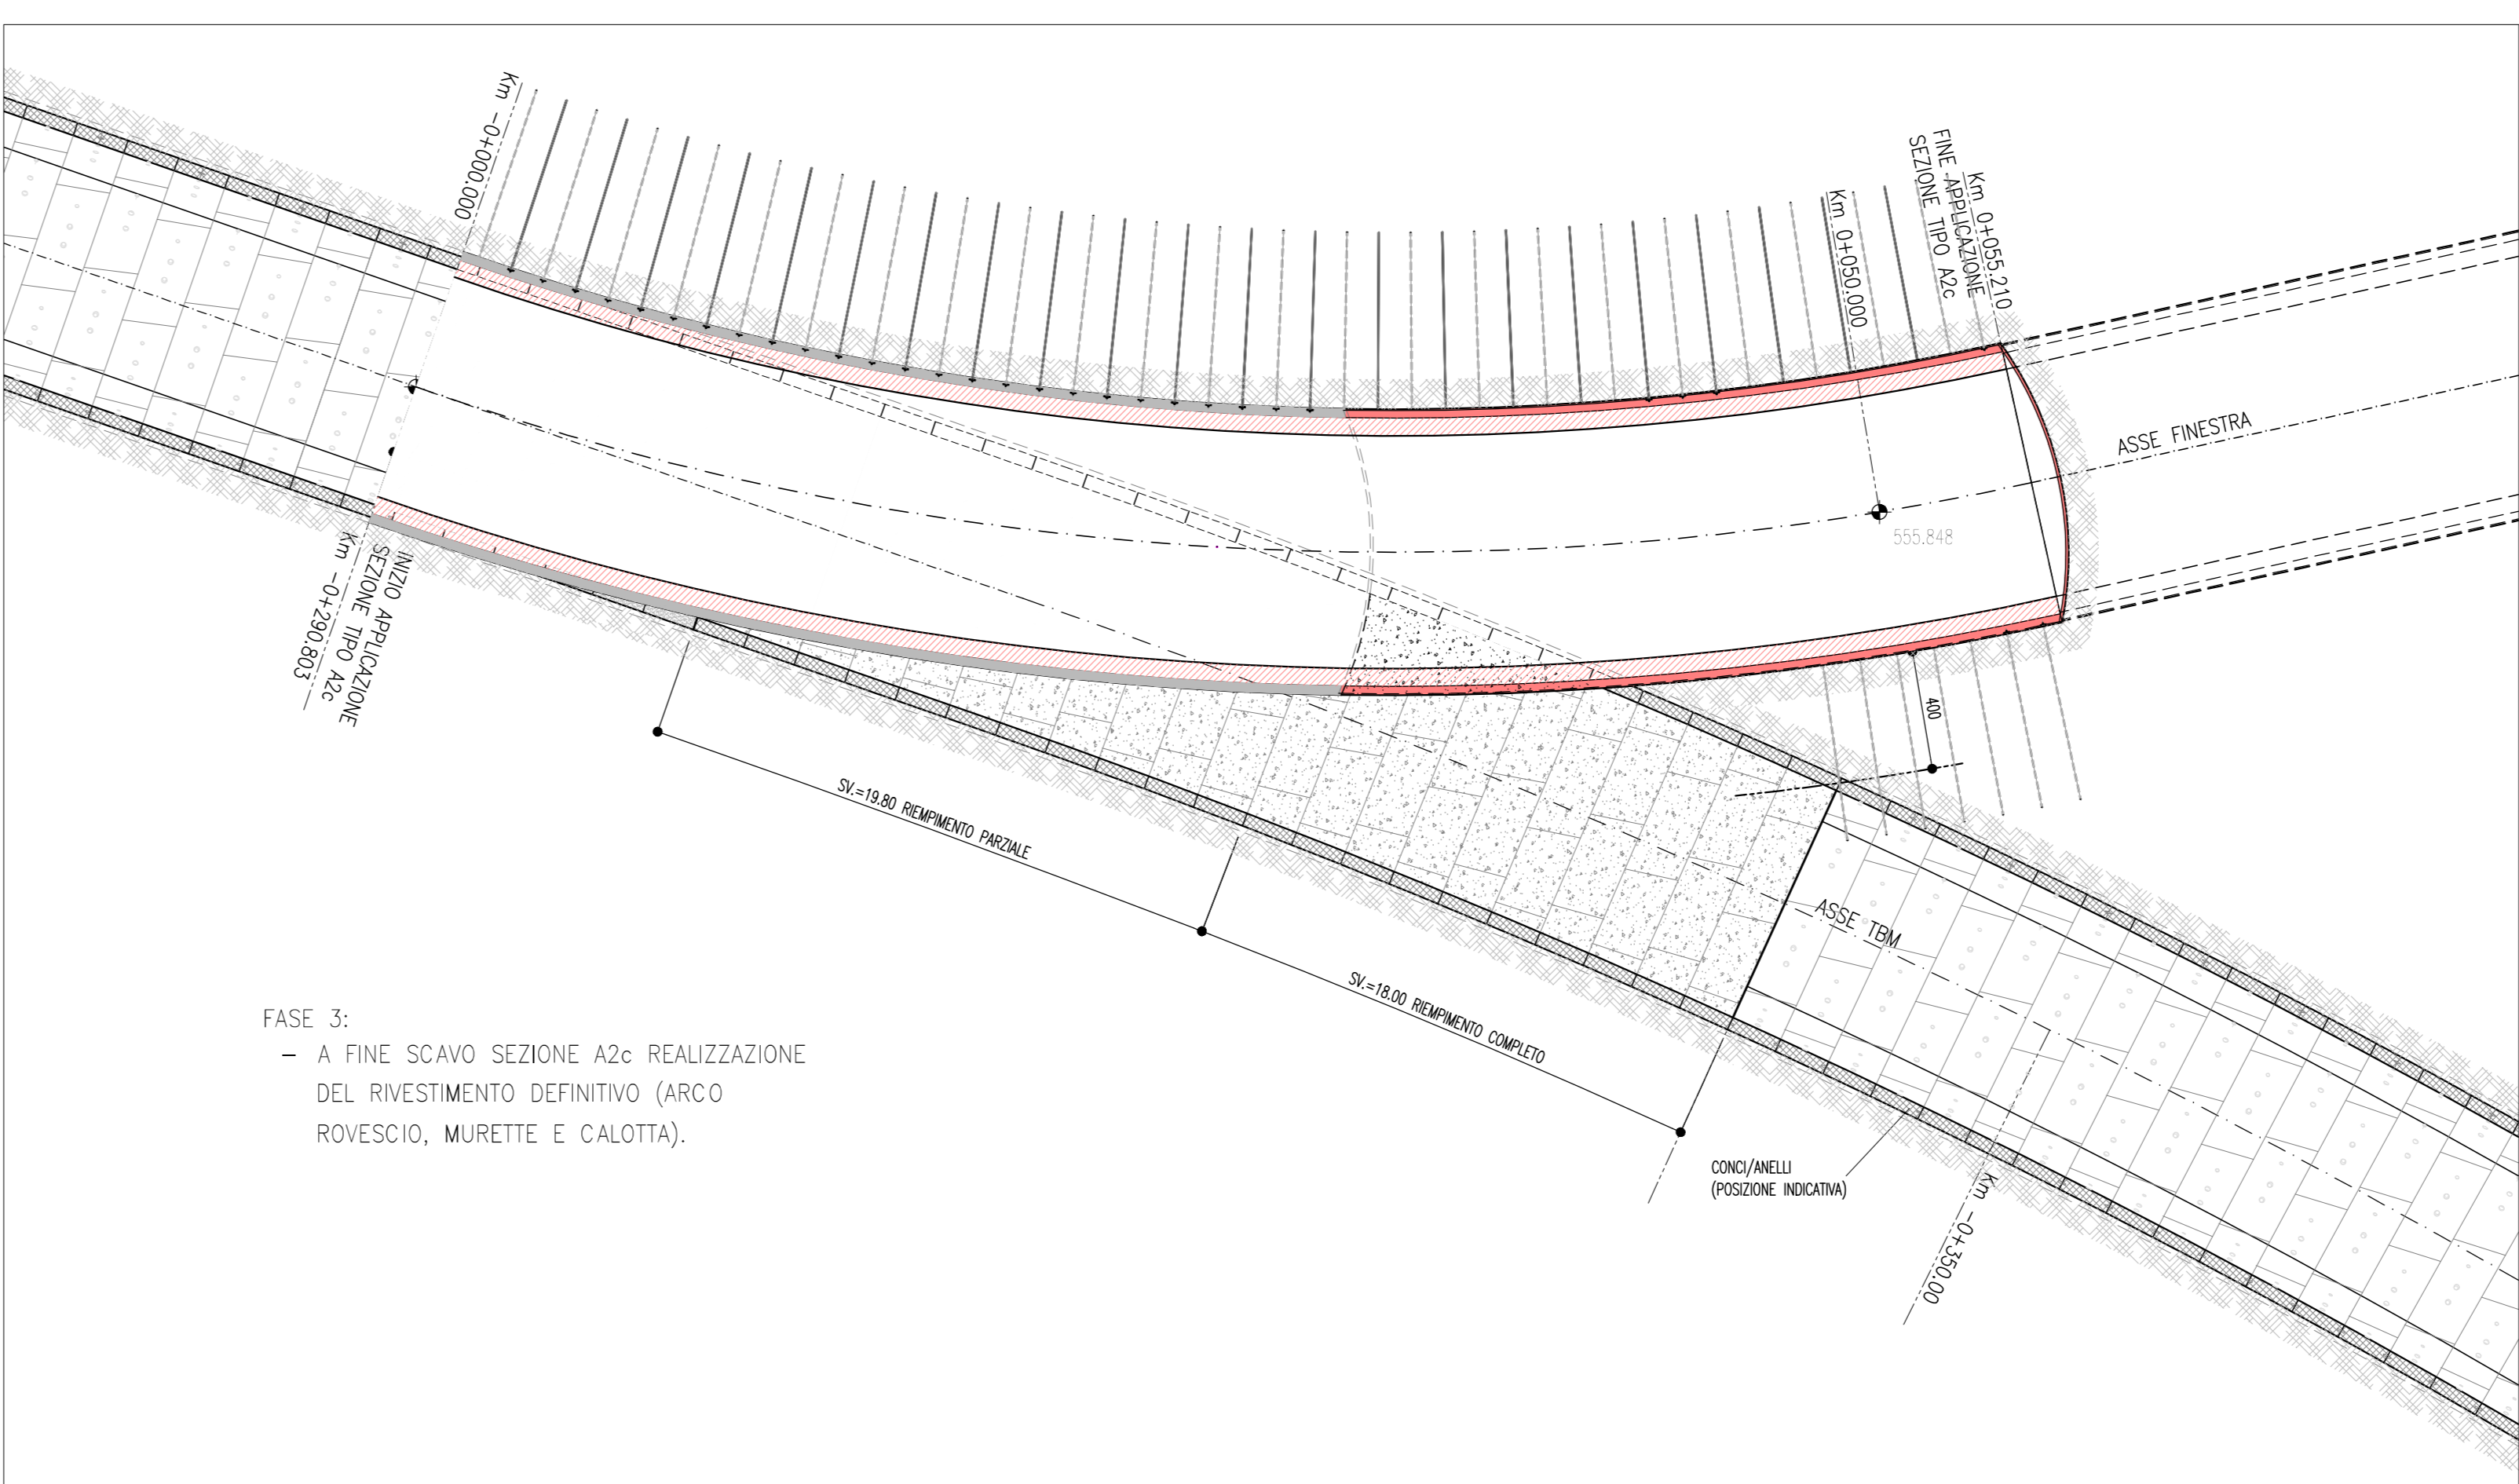 Km -0+000.000
FINE APPLICAZIONE
SEZIONE TIPO A2c
Km 0+055.210
Km 0+050.000
ASSE FINESTRA
555.848
INIZIO APPLICAZIONE
SEZIONE TIPO A2c
Km -0+290.803
400
SV.=19.80 RIEMPIMENTO PARZIALE
ASSE TBM
SV.=18.00 RIEMPIMENTO COMPLETO
FASE 3:
- A FINE SCAVO SEZIONE A2c REALIZZAZIONE
DEL RIVESTIMENTO DEFINITIVO (ARCO
ROVESCIO, MURETTE E CALOTTA).
CONCI/ANELLI
(POSIZIONE INDICATIVA)
Km -0+350.00